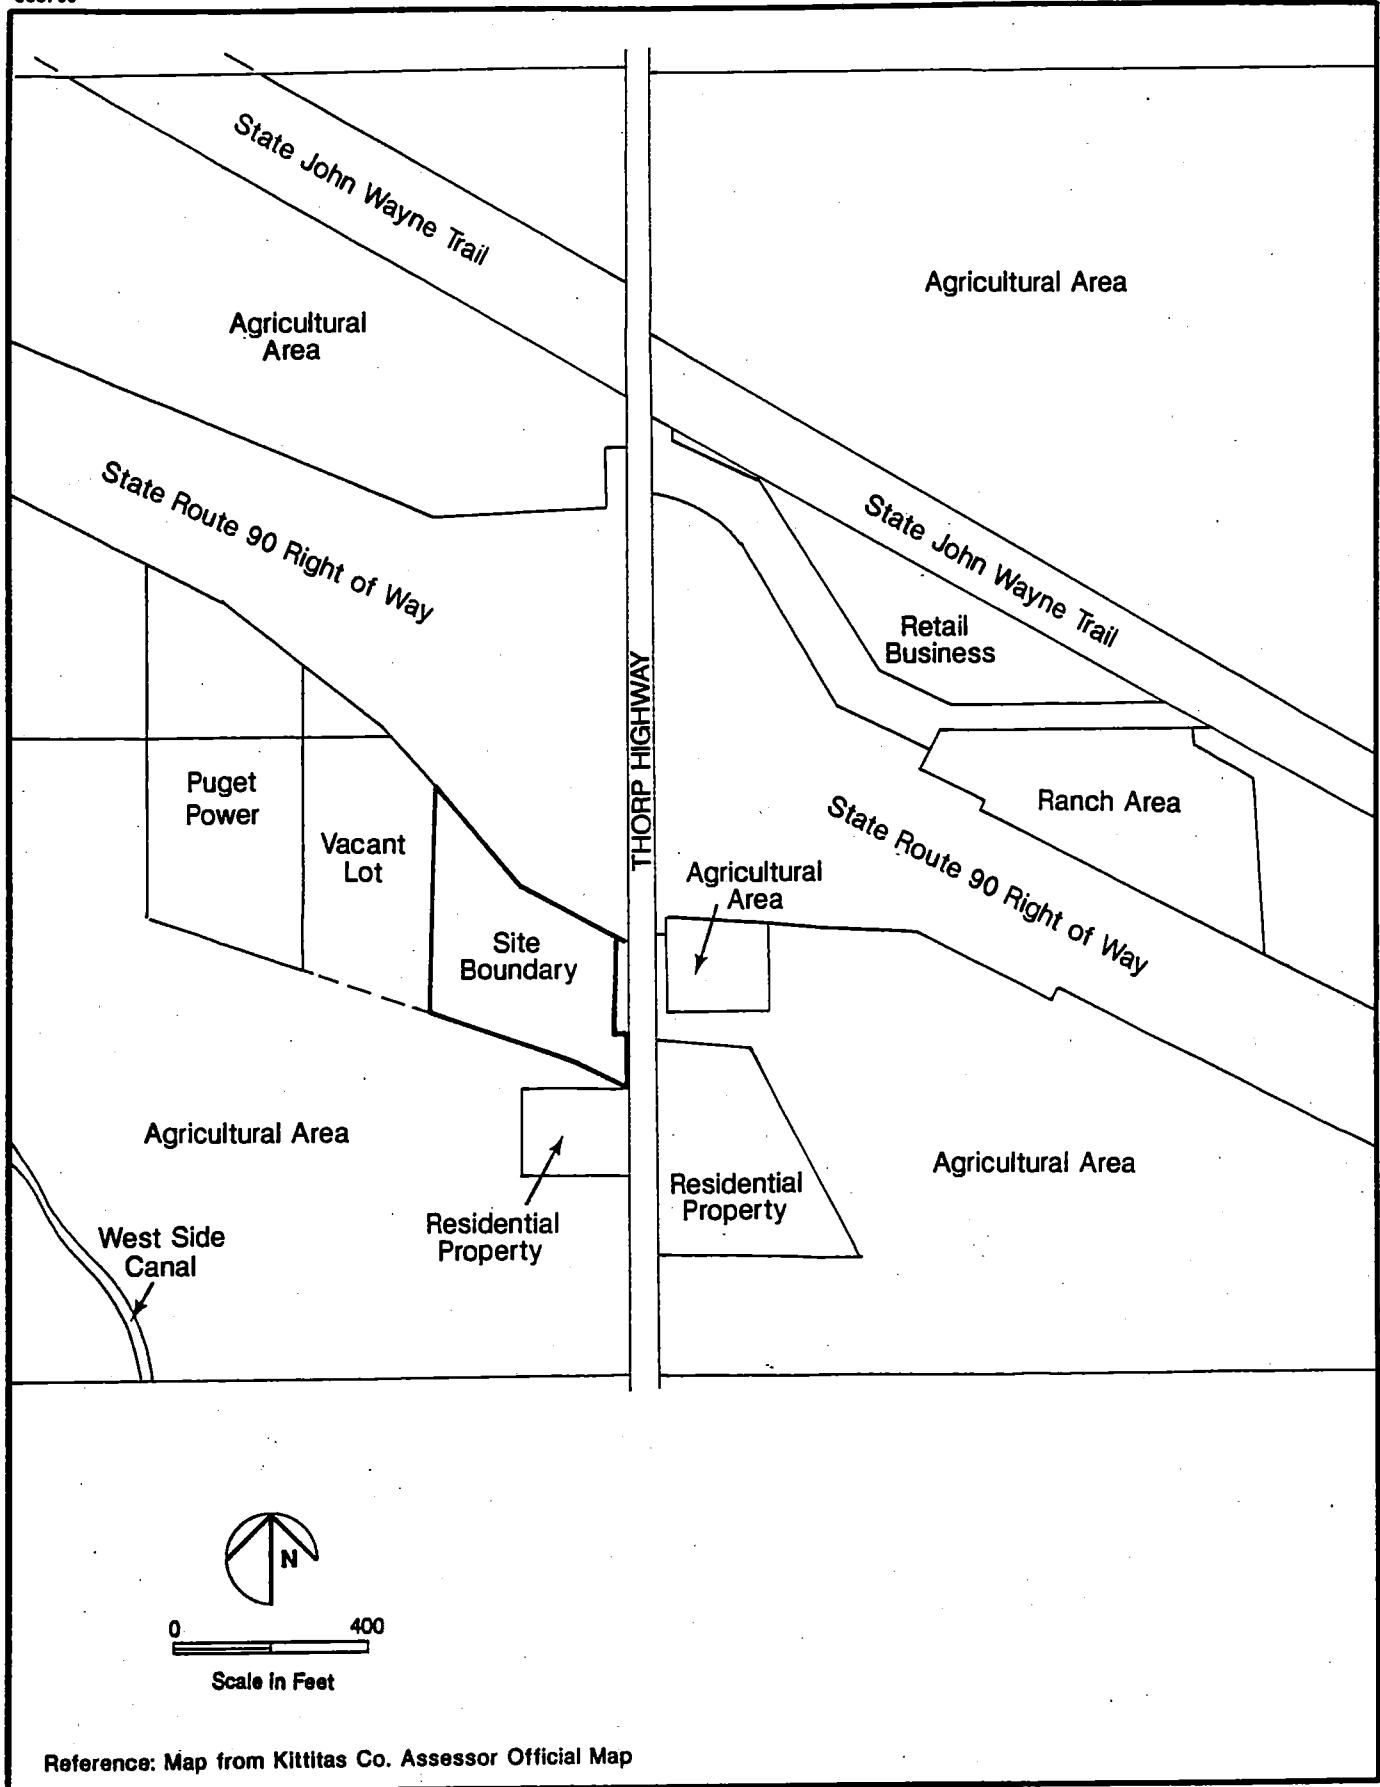 State John Wayne Trail
Agricultural Area
Agricultural
Area
State Route 90 Right of Way
State John Wayne Trail
Retail
Business
THORP HIGHWAY
Puget
Power
Vacant
Lot
Ranch Area
State Route 90 Right of Way
Agricultural
Area
Site
Boundary
Agricultural Area
Agricultural Area
Residential
Property
Residential
Property
West Side
Canal
N
0 400
Scale in Feet
Reference: Map from Kittitas Co. Assessor Official Map